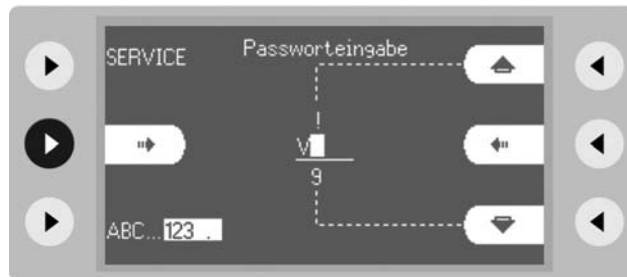 SERVICE
Passworteingabe
!
V
9
ABC...123 .